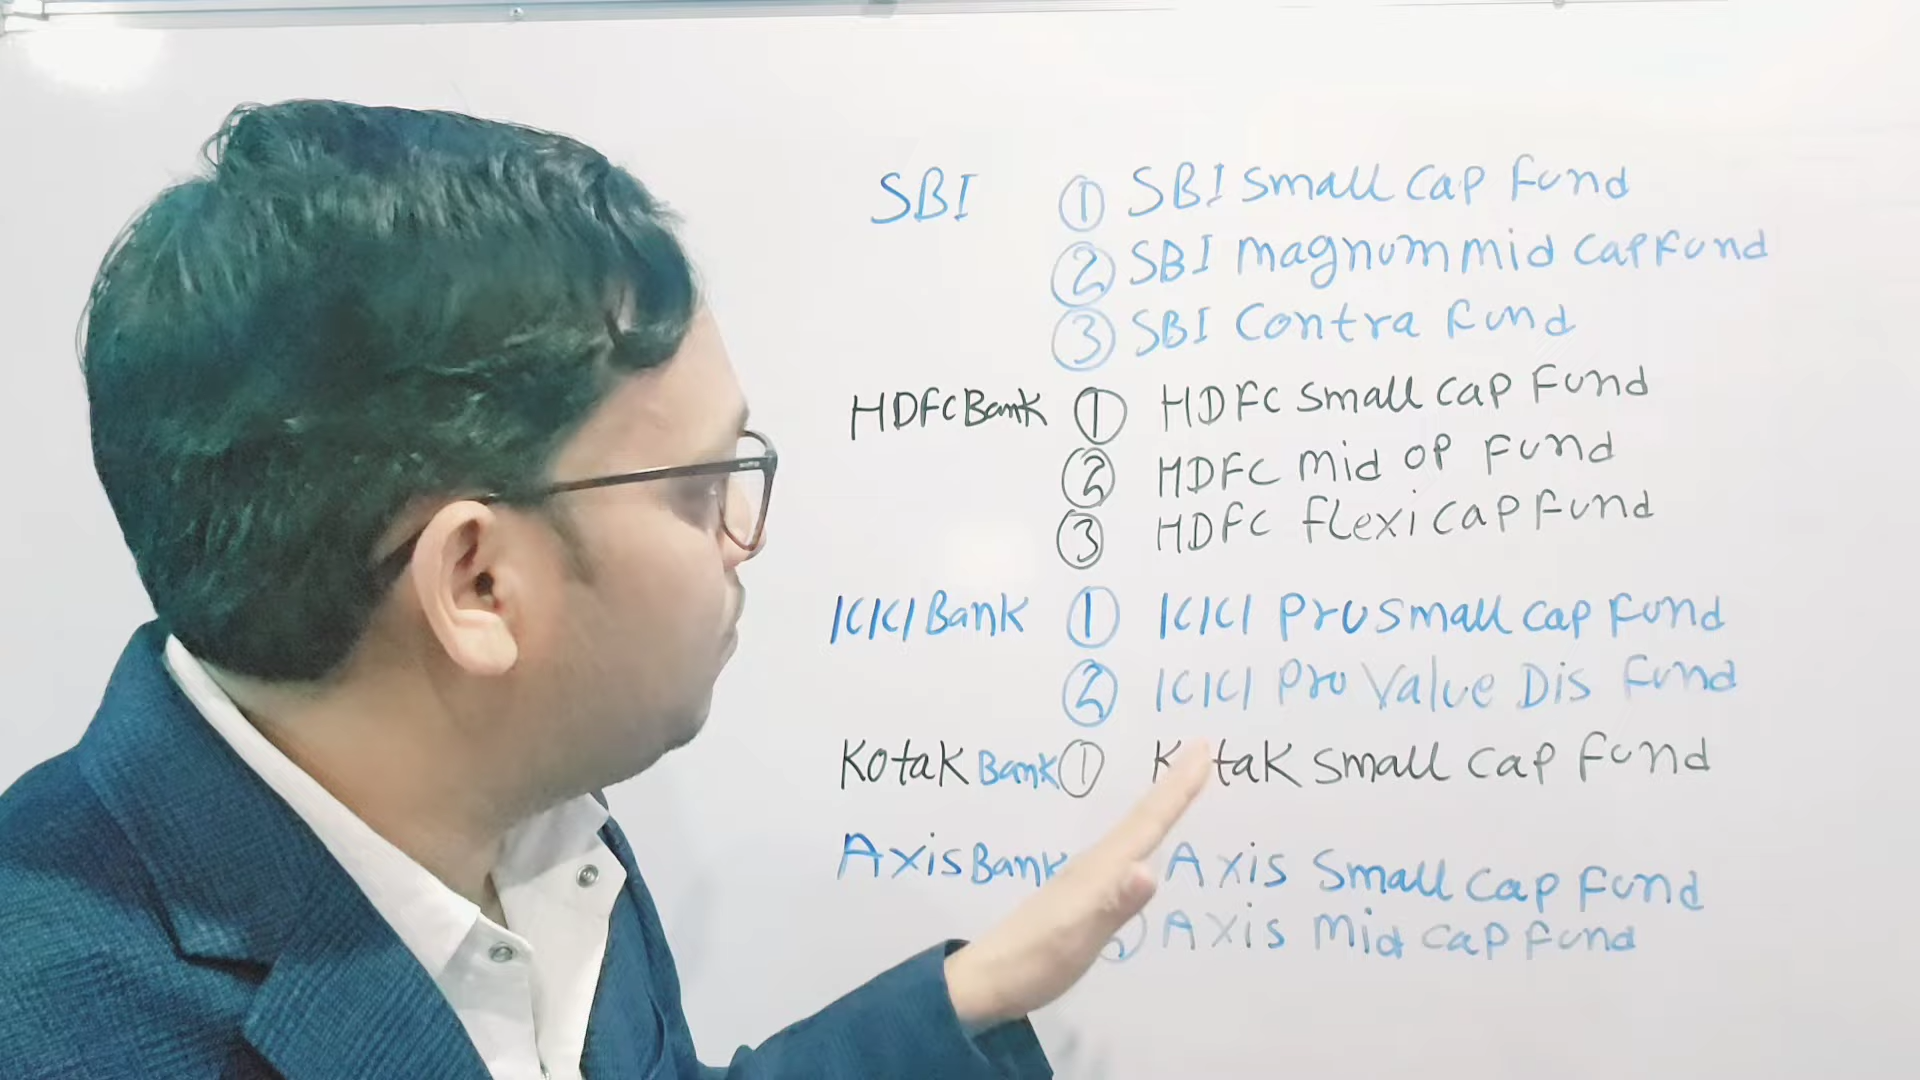 SBI ① SBI Small Cap Fund
② SBI Magnum Mid Cap Fund
③ SBI Contra Fund
HDFC Bank ① HDFC Small Cap Fund
② HDFC Mid OP Fund
③ HDFC flexi Cap Fund
ICICI Bank ① ICICI Pru Small Cap Fund
② ICICI Pru Value Dis Fund
Kotak Bank ① Kotak Small Cap Fund
Axis Bank Axis Small Cap Fund
Axis Mid Cap Fund